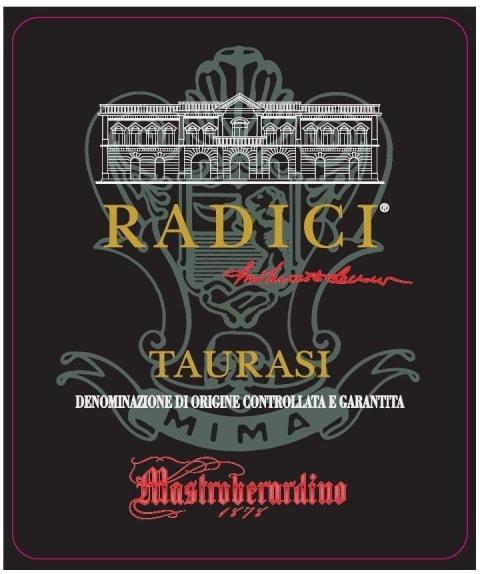 RADICI®
TAURASI
DENOMINAZIONE DI ORIGINE CONTROLLATA E GARANTITA
MIMA
Mastroberardino
1878